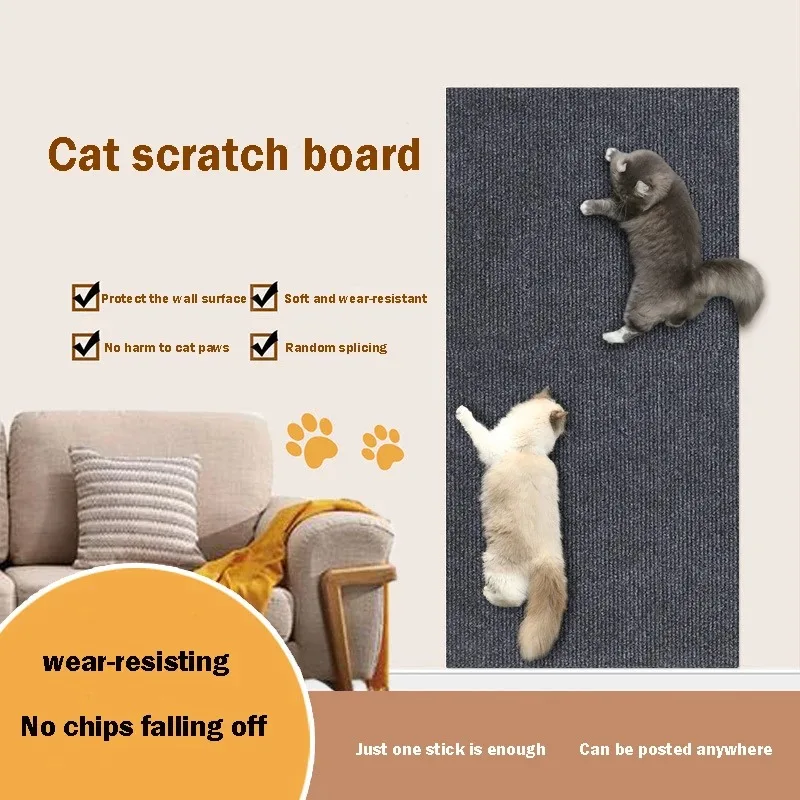 Cat scratch board
Protect the wall surface
Soft and wear-resistant
No harm to cat paws
Random splicing
wear-resisting
No chips falling off
Just one stick is enough
Can be posted anywhere